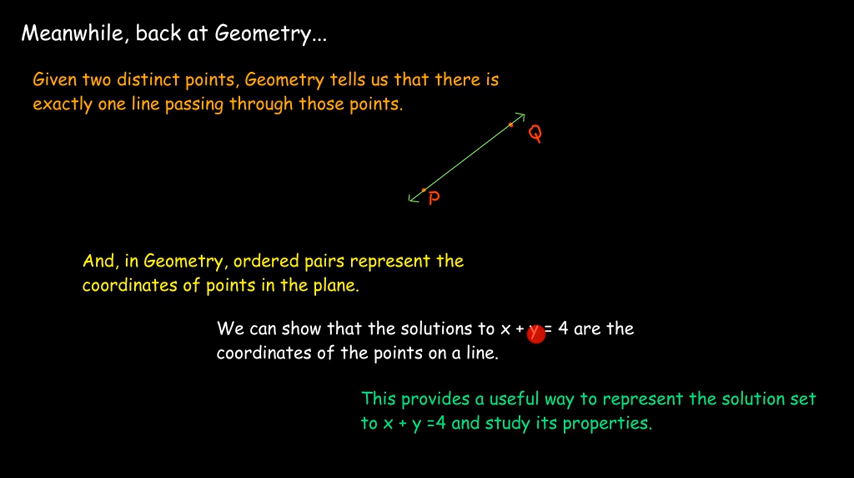 Meanwhile, back at Geometry...
Given two distinct points, Geometry tells us that there is
exactly one line passing through those points.
Q
P
And, in Geometry, ordered pairs represent the
coordinates of points in the plane.
We can show that the solutions to x + y = 4 are the
coordinates of the points on a line.
This provides a useful way to represent the solution set
to x + y =4 and study its properties.